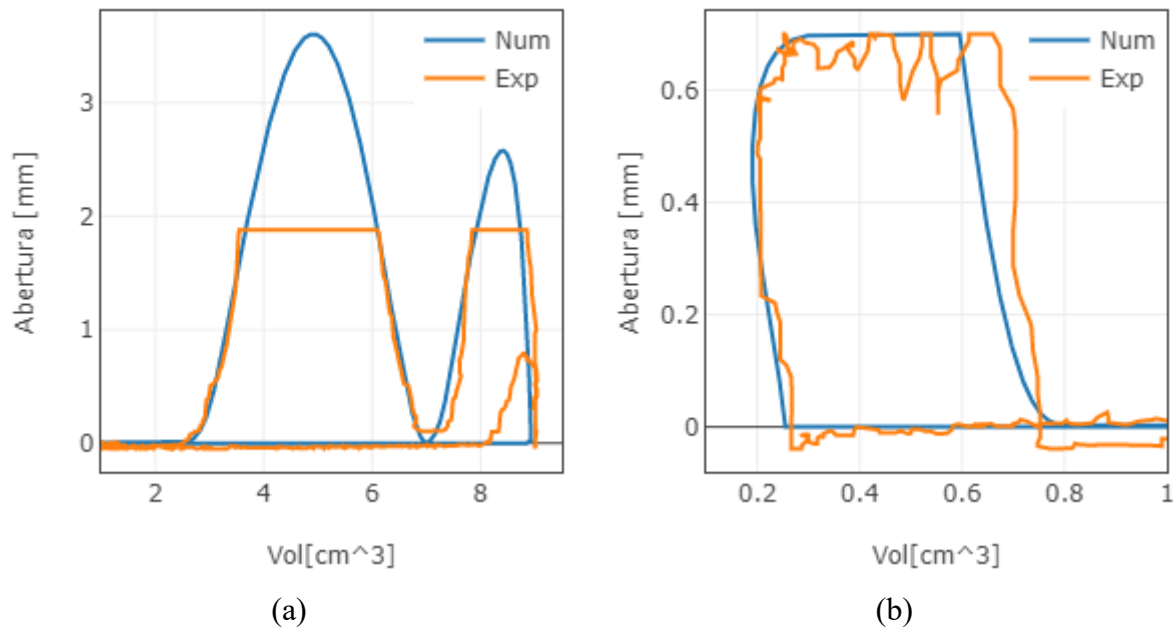 Num
Exp
3
2
1
0
Abertura [mm]
2
4
6
8
Vol[cm^3]
(a)
Num
Exp
0.6
0.4
0.2
0
Abertura [mm]
0.2
0.4
0.6
0.8
1
Vol[cm^3]
(b)